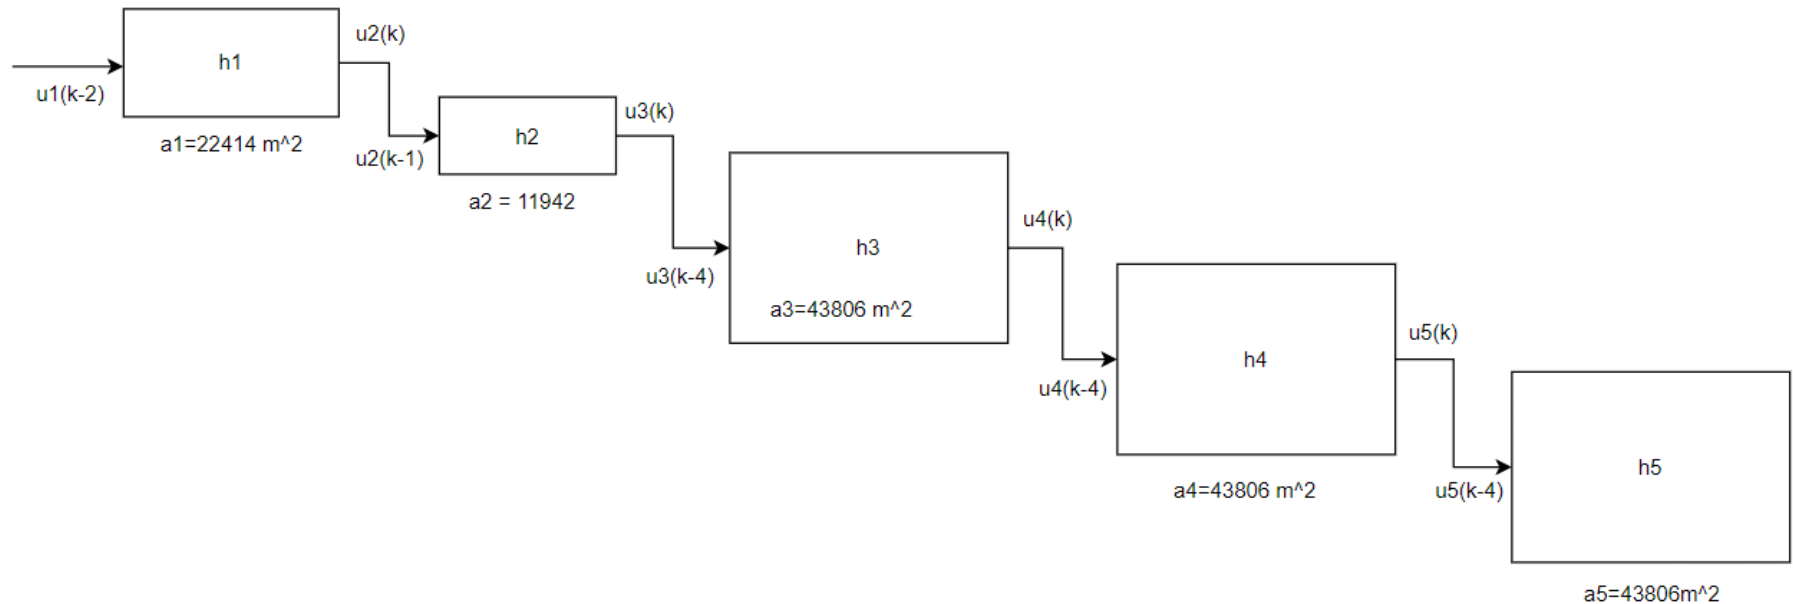 h1
u2(k)
u1(k-2)
a1=22414 m^2
u3(k)
h2
u2(k-1)
a2 = 11942
u4(k)
h3
u3(k-4)
a3=43806 m^2
u5(k)
h4
u4(k-4)
a4=43806 m^2
h5
u5(k-4)
a5=43806m^2